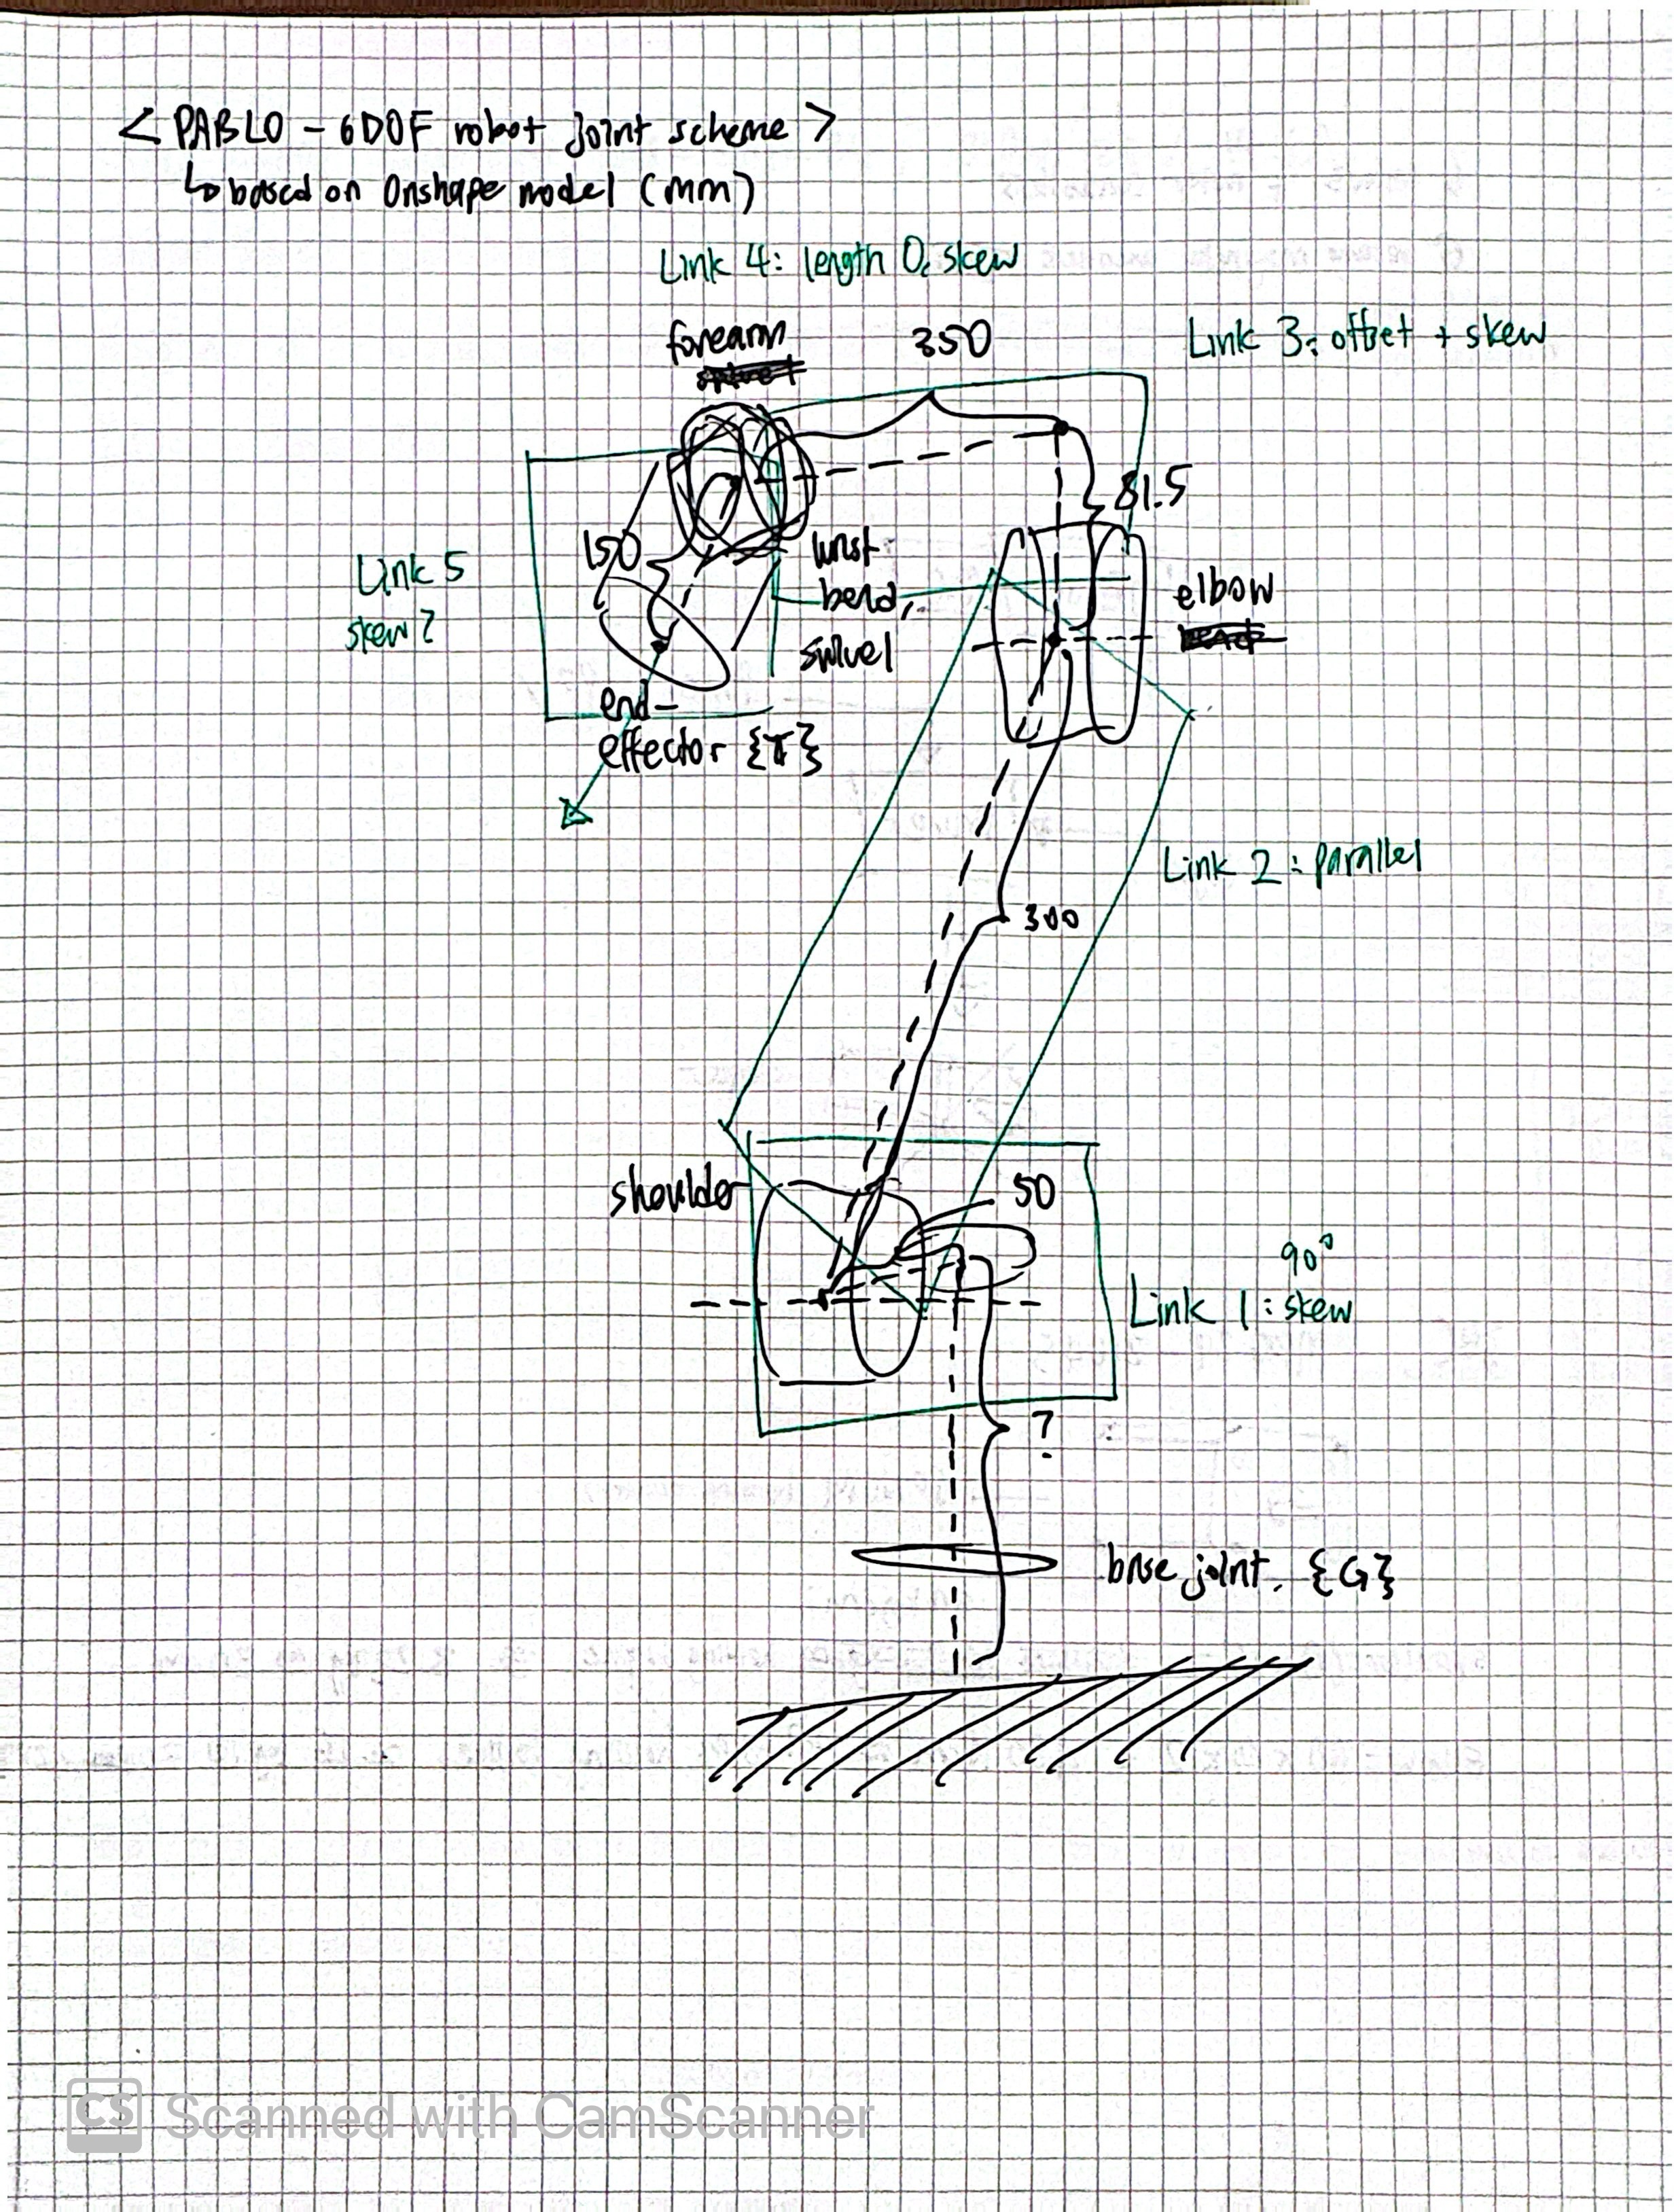 < PABLO - 6DOF robot joint scheme >
↳ based on Onshape model (mm)
Link 4: length 0, skew
forearm
350
Link 3: offset + skew
81.5
150
Link 5
skew?
wrist
bend,
swivel
elbow
end-
effector {T}
Link 2: parallel
300
shoulder
50
90°
Link 1: skew
?
base joint. {G}
CS Scanned with CamScanner